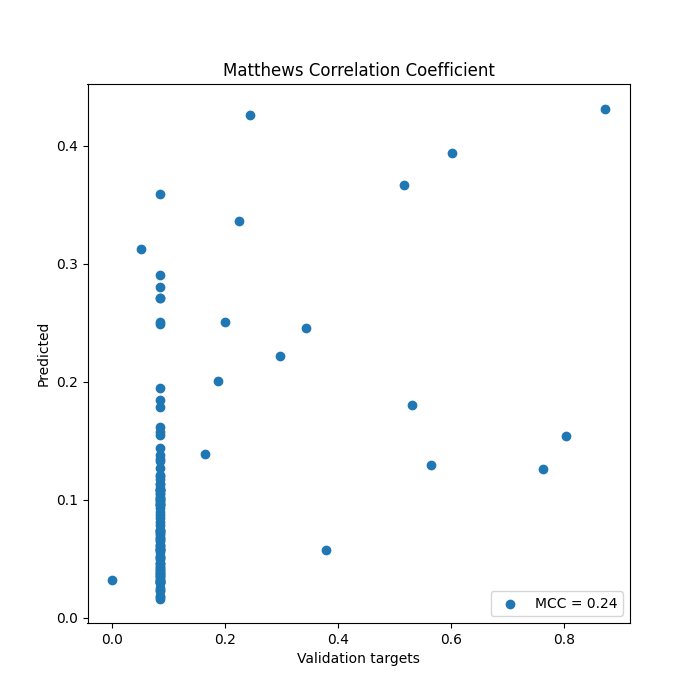 Matthews Correlation Coefficient
0.4
0.3
0.2
0.1
0.0
Predicted
MCC = 0.24
0.0 0.2 0.4 0.6 0.8
Validation targets